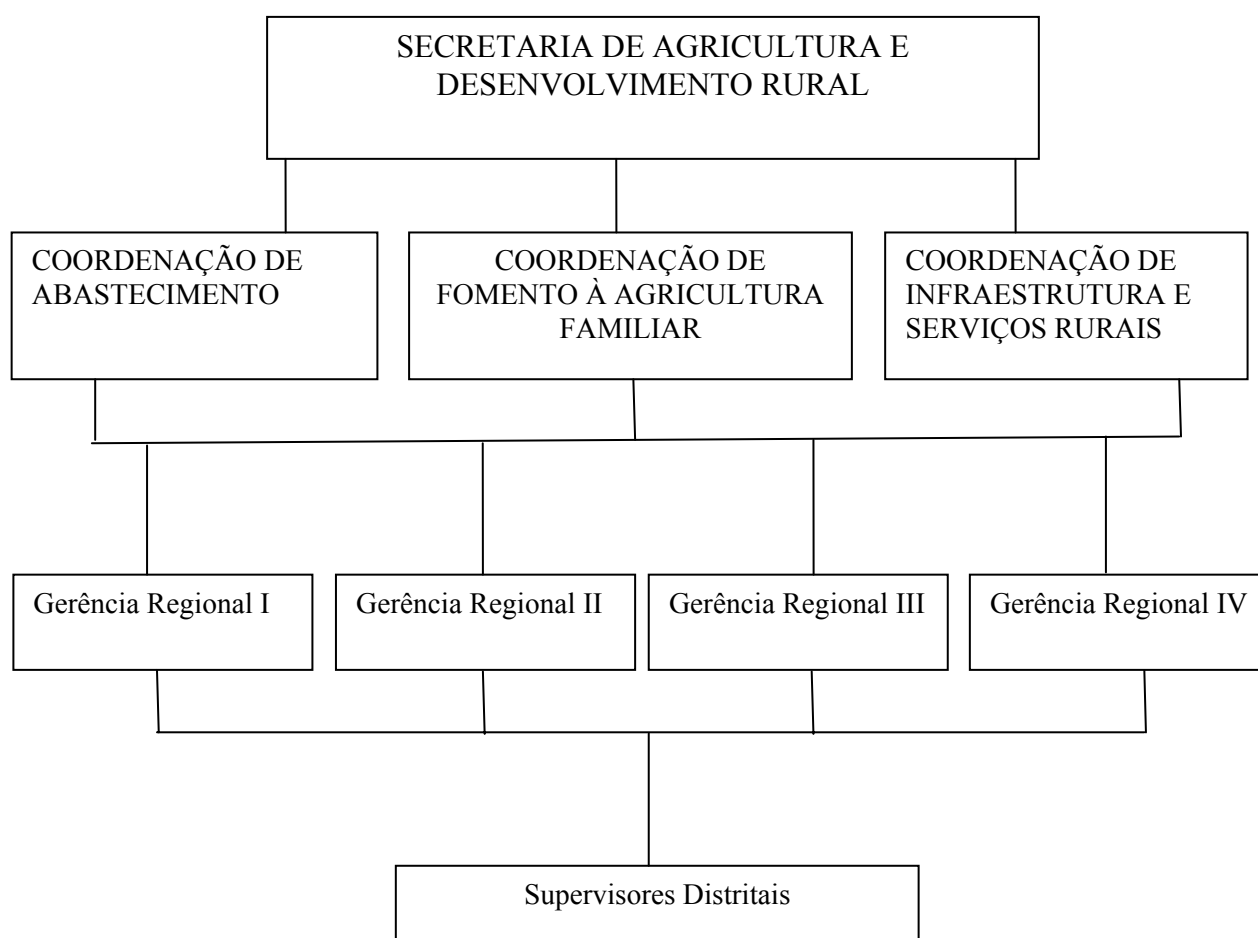 SECRETARIA DE AGRICULTURA E
DESENVOLVIMENTO RURAL
COORDENAÇÃO DE
ABASTECIMENTO
COORDENAÇÃO DE
FOMENTO À AGRICULTURA
FAMILIAR
COORDENAÇÃO DE
INFRAESTRUTURA E
SERVIÇOS RURAIS
Gerência Regional I
Gerência Regional II
Gerência Regional III
Gerência Regional IV
Supervisores Distritais